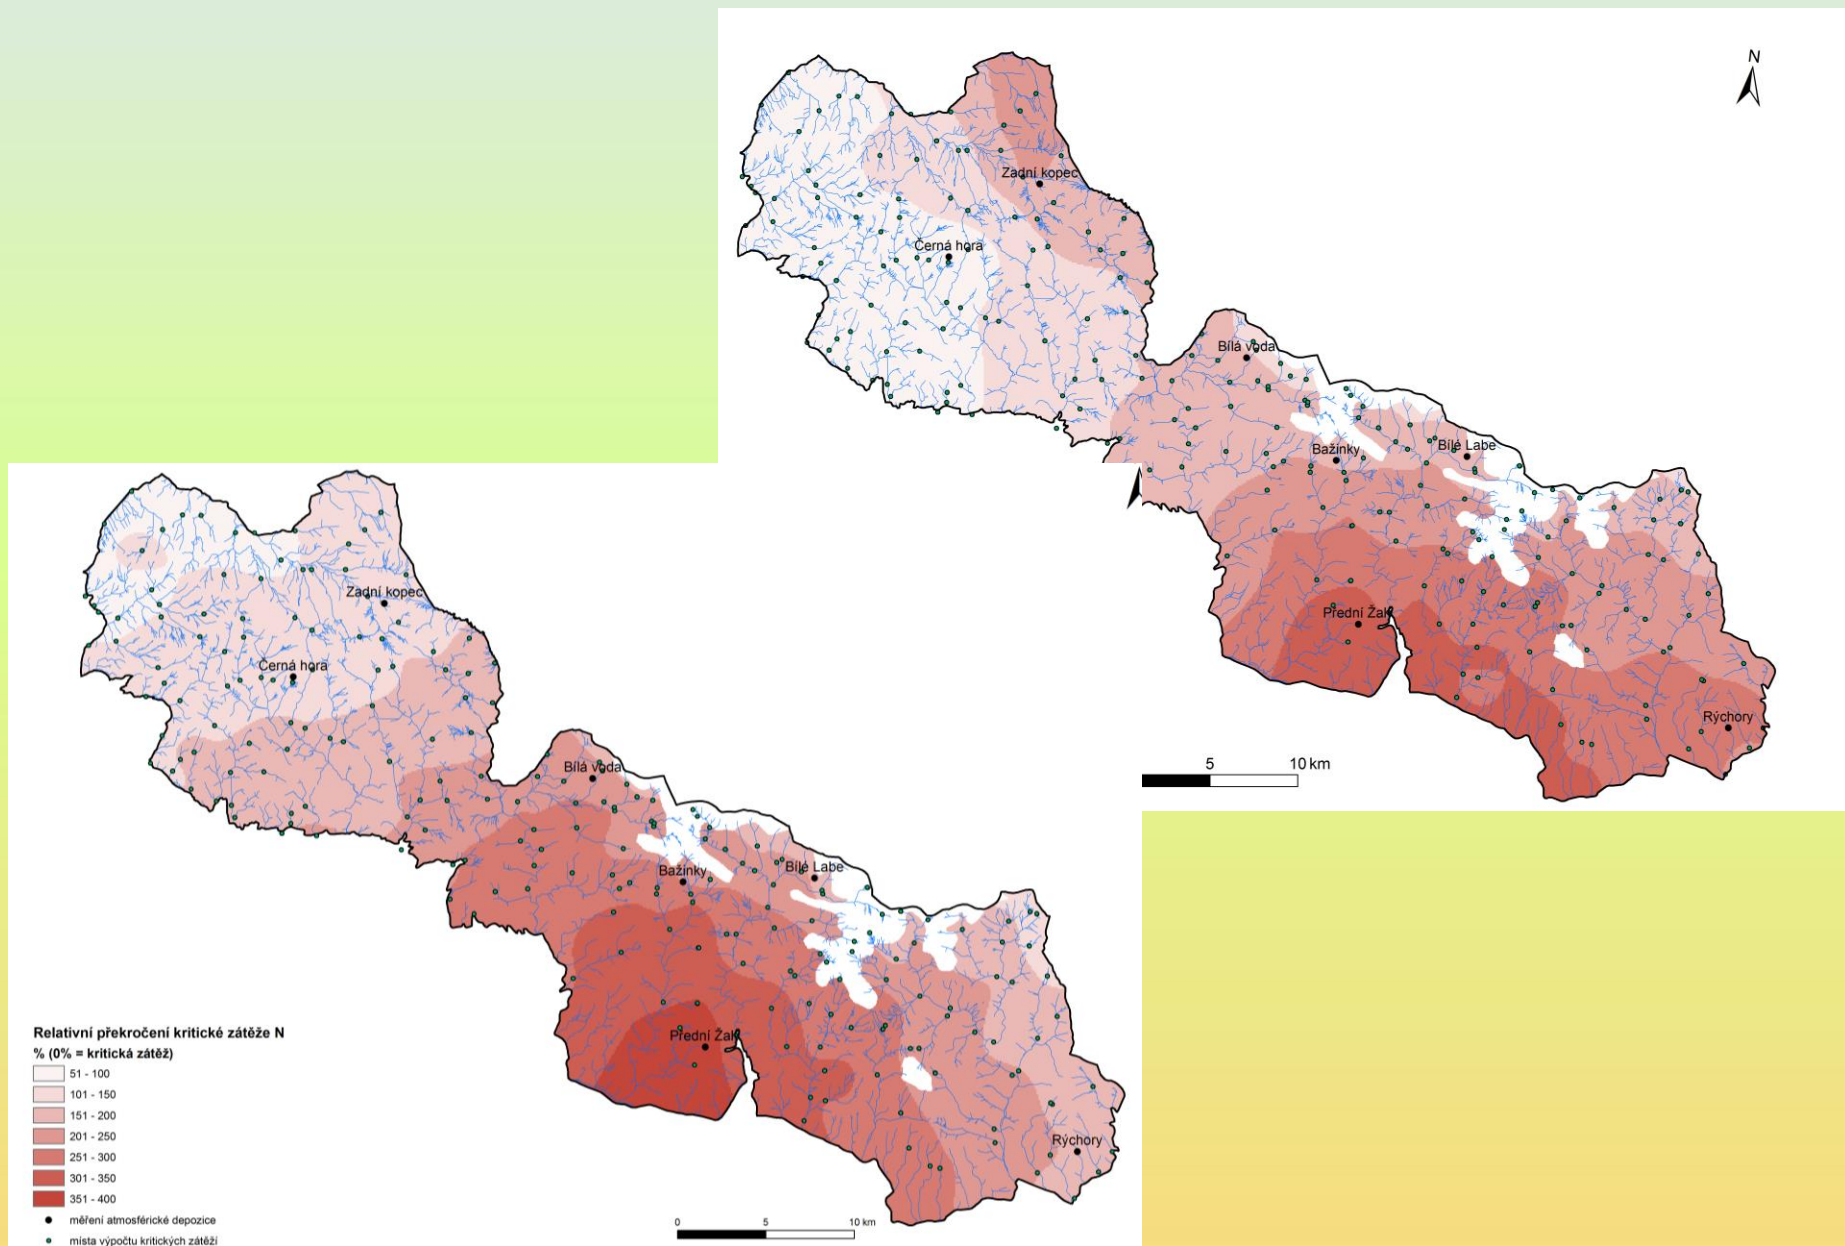 N
Zadní kopec
Černá hora
Bílá voda
Bažinky
Bílé Labe
Přední Žalý
Rýchory
5 10 km
Zadní kopec
Černá hora
Bílá voda
Bažinky
Bílé Labe
Přední Žalý
Rýchory
Relativní překročení kritické zátěže N
% (0% = kritická zátěž)
51 - 100
101 - 150
151 - 200
201 - 250
251 - 300
301 - 350
351 - 400
měření atmosférické depozice
místa výpočtu kritických zátěží
0 5 10 km